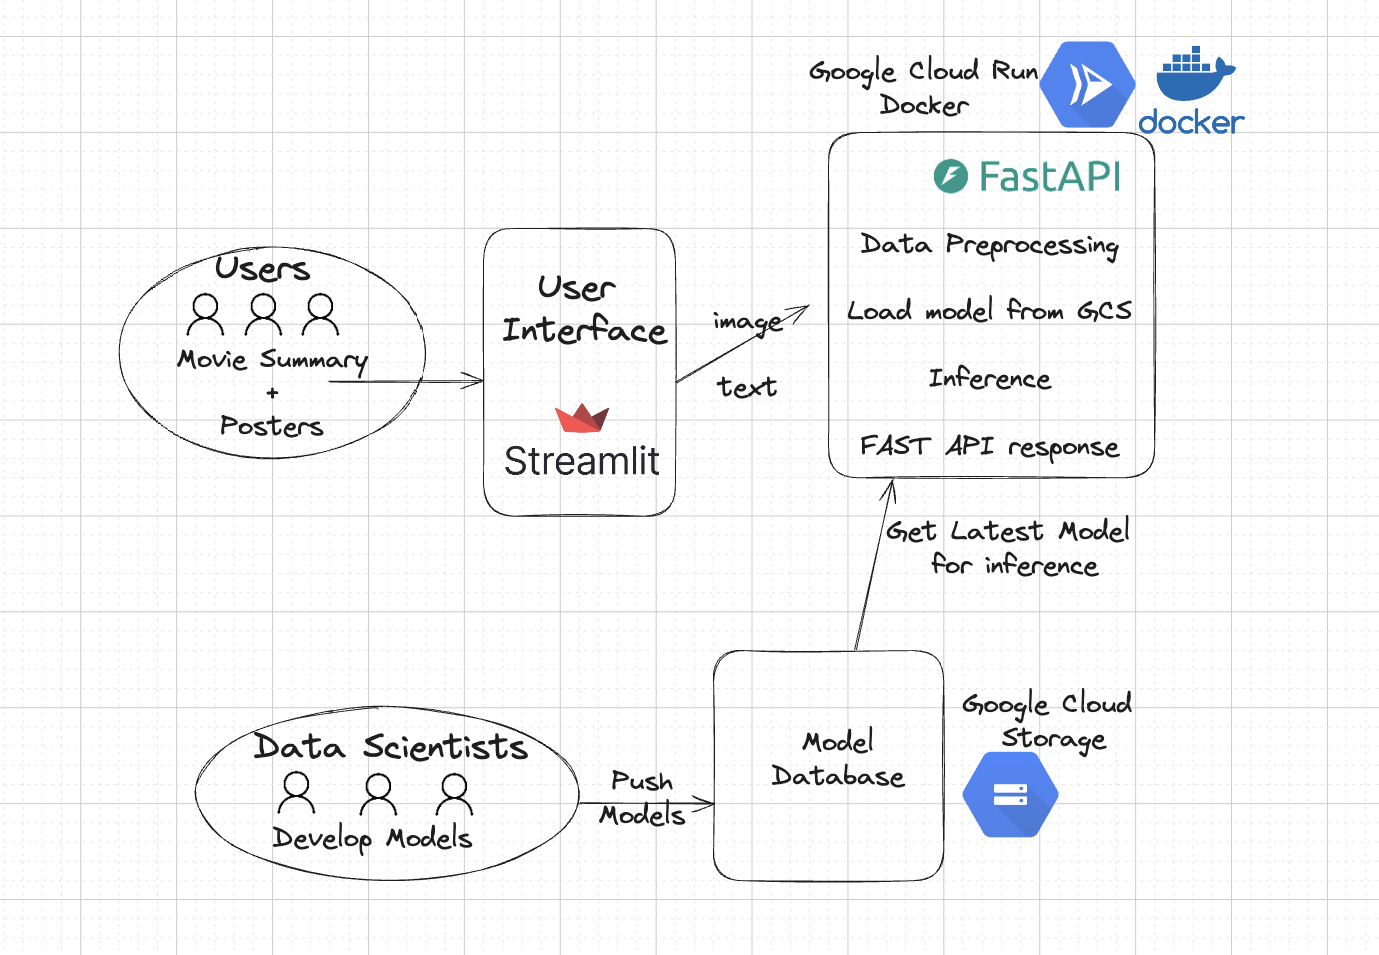 Google Cloud Run
Docker
docker
FastAPI
Data Preprocessing
Load model from GCS
Inference
FAST API response
Users
Movie Summary
+
Posters
User
Interface
Streamlit
image
text
Get Latest Model
for inference
Data Scientists
Develop Models
Push
Models
Model
Database
Google Cloud
Storage